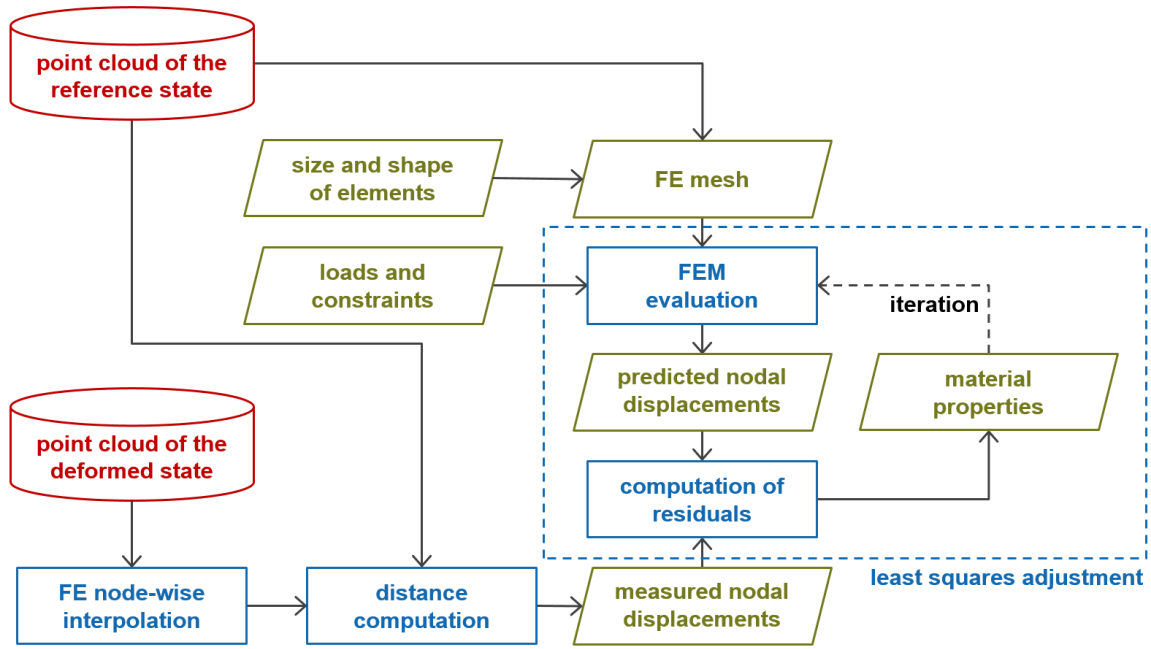 point cloud of the
reference state
size and shape
of elements
FE mesh
loads and
constraints
FEM
evaluation
iteration
predicted nodal
displacements
material
properties
point cloud of the
deformed state
computation of
residuals
least squares adjustment
FE node-wise
interpolation
distance
computation
measured nodal
displacements